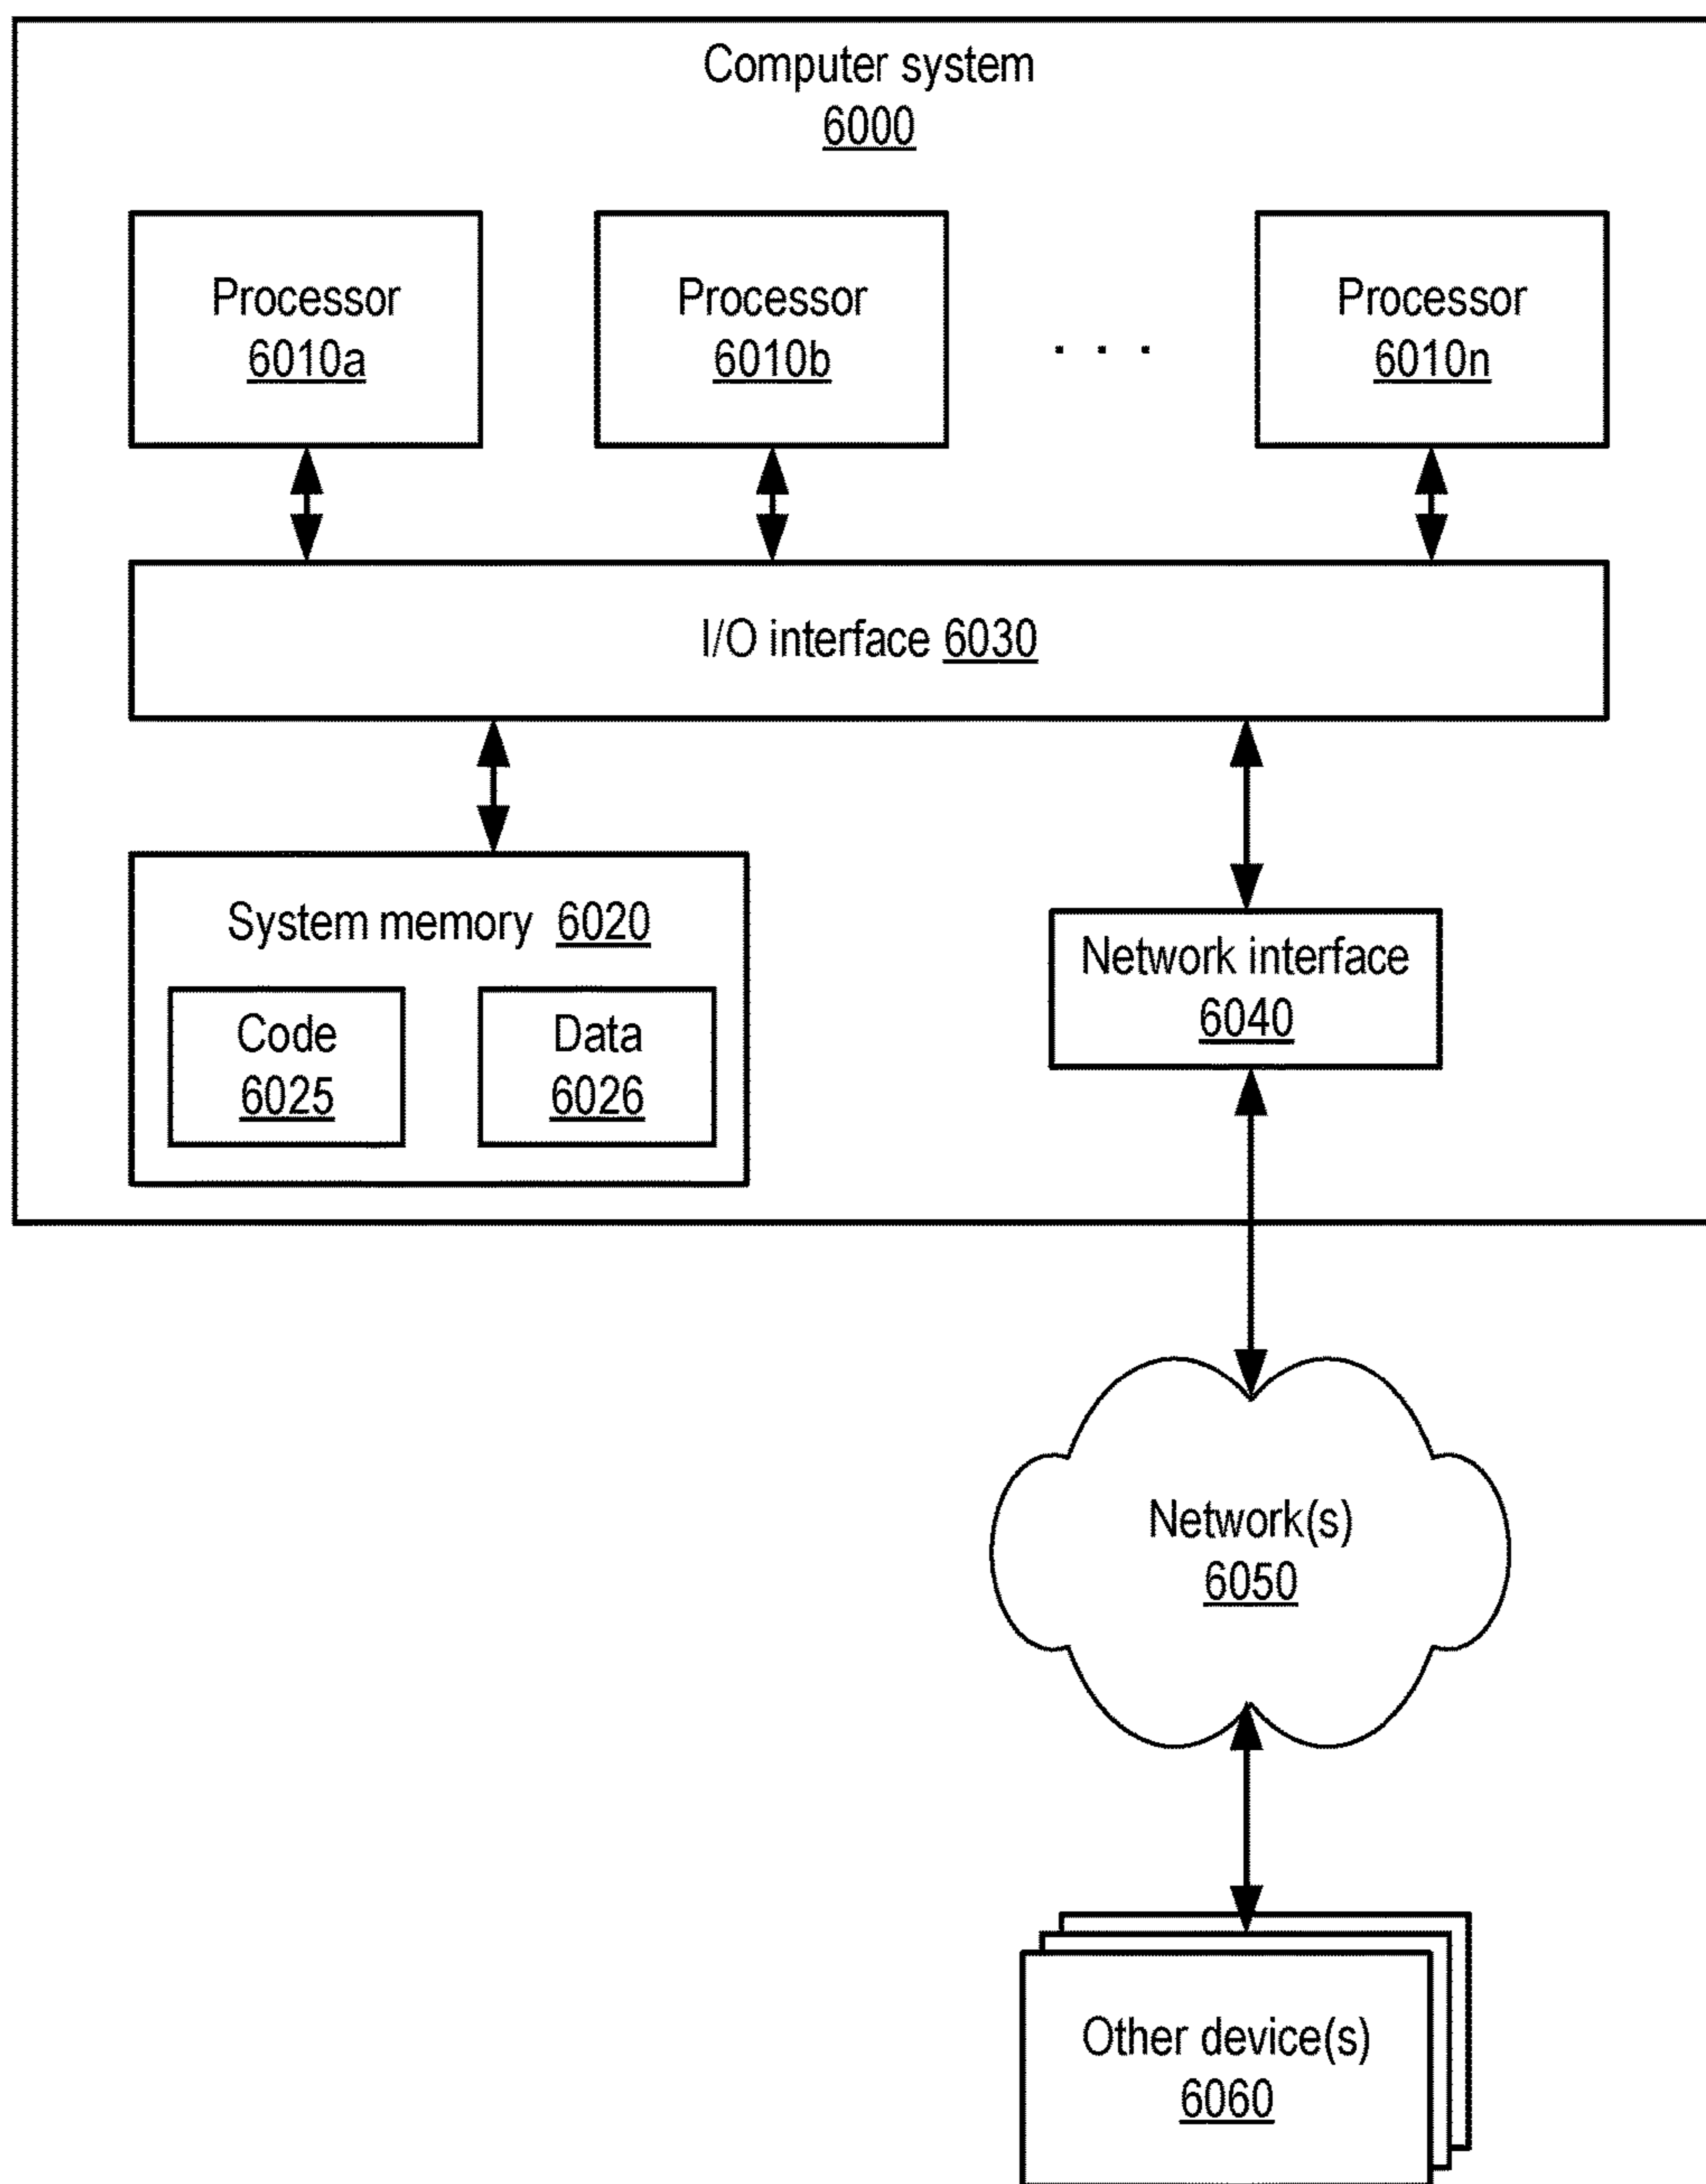 Computer system
6000
Processor
6010a
Processor
6010b
. . .
Processor
6010n
I/O interface 6030
System memory 6020
Code
6025
Data
6026
Network interface
6040
Network(s)
6050
Other device(s)
6060